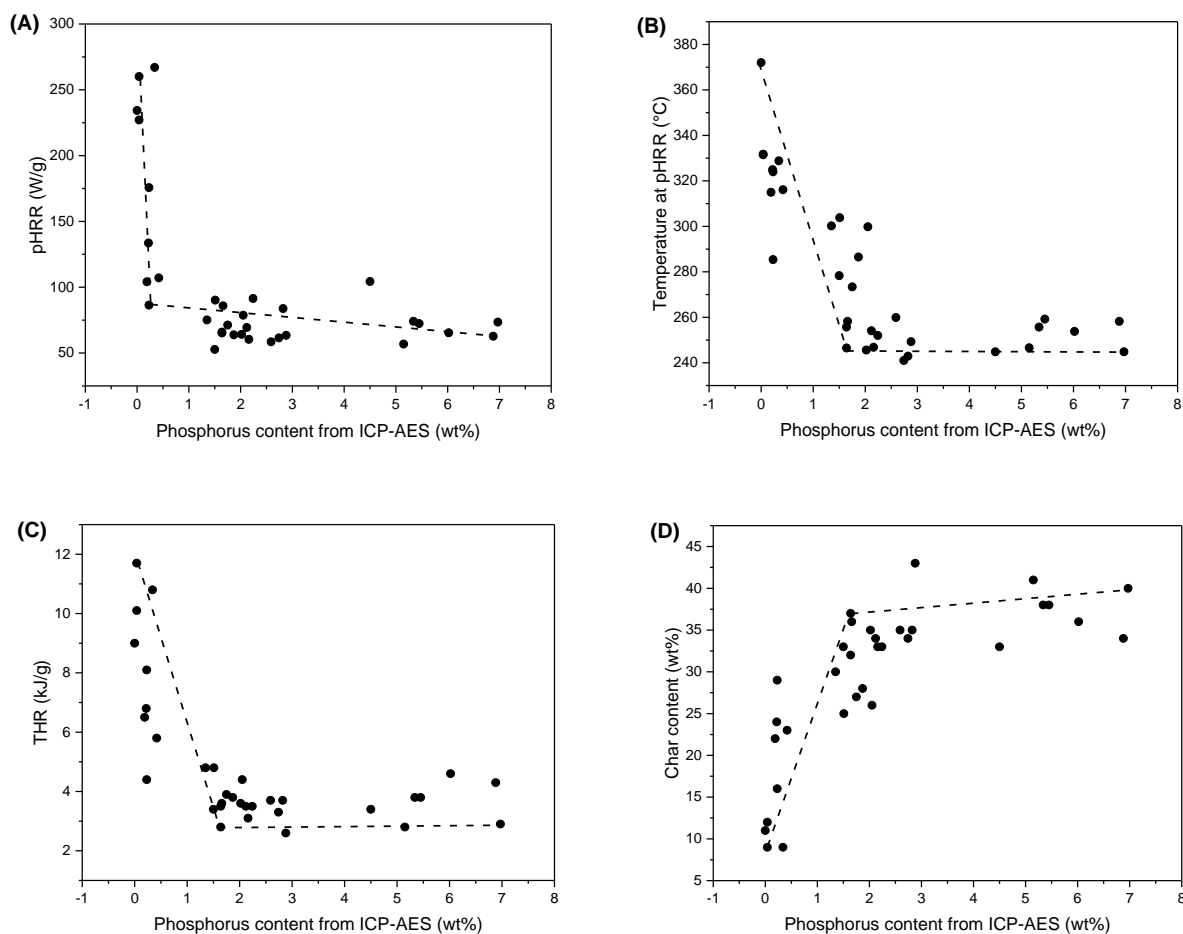 (A)
300
250
200
150
100
50
pHRR (W/g)
-1 0 1 2 3 4 5 6 7 8
Phosphorus content from ICP-AES (wt%)
(B)
380
360
340
320
300
280
260
240
Temperature at pHRR (°C)
-1 0 1 2 3 4 5 6 7 8
Phosphorus content from ICP-AES (wt%)
(C)
12
10
8
6
4
2
THR (kJ/g)
-1 0 1 2 3 4 5 6 7 8
Phosphorus content from ICP-AES (wt%)
(D)
45
40
35
30
25
20
15
10
5
Char content (wt%)
-1 0 1 2 3 4 5 6 7 8
Phosphorus content from ICP-AES (wt%)